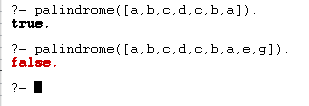 ?- palindrome([a,b,c,d,c,b,a]).
true.
?- palindrome([a,b,c,d,c,b,a,e,g]).
false.
?-